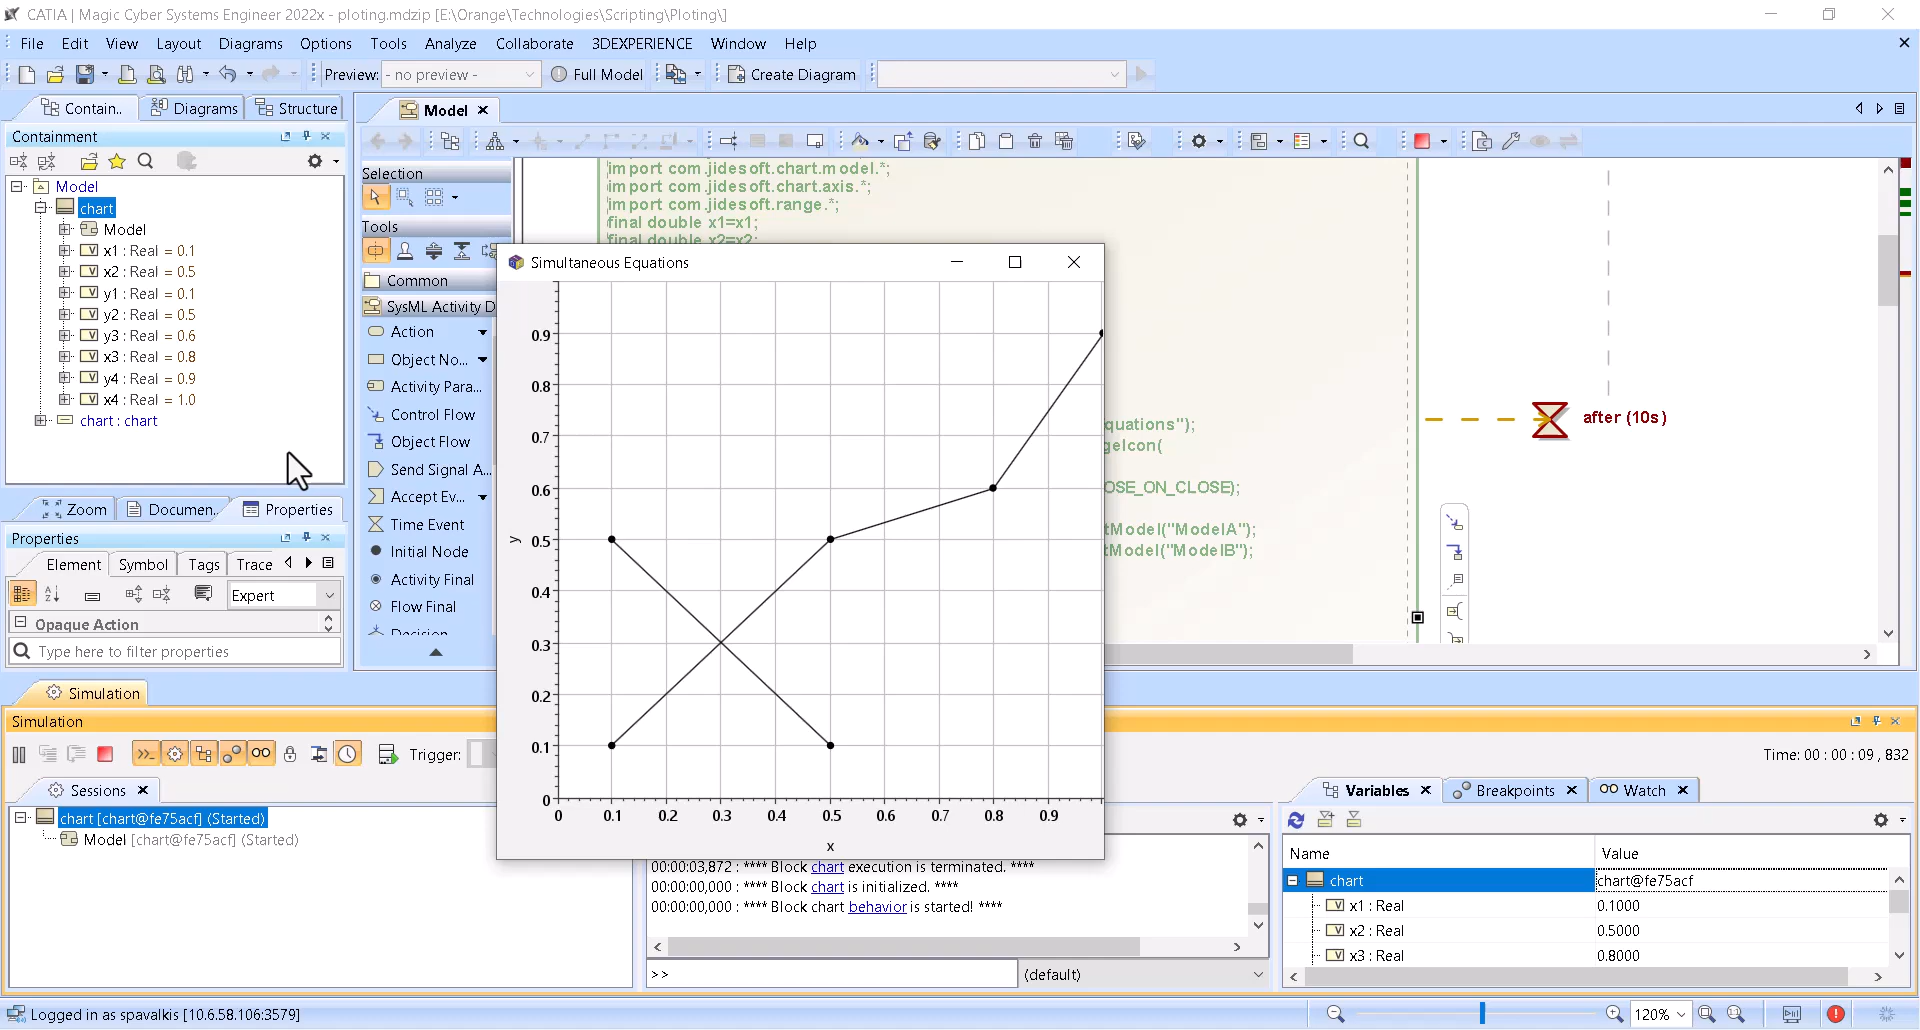 CATIA | Magic Cyber Systems Engineer 2022x - ploting.mdzip [E:\Orange\Technologies\Scripting\Ploting\]
File Edit View Layout Diagrams Options Tools Analyze Collaborate 3DEXPERIENCE Window Help
Preview: - no preview - Full Model Create Diagram
Contain.. Diagrams Structure
Model
Containment
Model
chart
Model
x1 : Real = 0.1
x2 : Real = 0.5
y1 : Real = 0.1
y2 : Real = 0.5
y3 : Real = 0.6
x3 : Real = 0.8
y4 : Real = 0.9
x4 : Real = 1.0
chart : chart
Zoom Documen.. Properties
Properties
Element Symbol Tags Trace
Expert
Opaque Action
Type here to filter properties
Selection
Tools
Common
SysML Activity D
Action
Object No...
Activity Para...
Control Flow
Object Flow
Send Signal A...
Accept Ev...
Time Event
Initial Node
Activity Final
Flow Final
Decision
import com.jidesoft.chart.model.*;
import com.jidesoft.chart.axis.*;
import com.jidesoft.range.*;
final double x1=x1;
final double x2=x2;
quations");
geIcon(
OSE_ON_CLOSE);
tModel("ModelA");
tModel("ModelB");
after (10s)
Simultaneous Equations
0.9
0.8
0.7
0.6
0.5
0.4
0.3
0.2
0.1
0
y
0 0.1 0.2 0.3 0.4 0.5 0.6 0.7 0.8 0.9
x
Simulation
Simulation
Trigger:
Time: 00 : 00 : 09 , 832
Sessions
chart [chart@fe75acf] (Started)
Model [chart@fe75acf] (Started)
00:00:03,872 : **** Block chart execution is terminated. ****
00:00:00,000 : **** Block chart is initialized. ****
00:00:00,000 : **** Block chart behavior is started! ****
>> (default)
Variables Breakpoints Watch
Name Value
chart chart@fe75acf
x1 : Real 0.1000
x2 : Real 0.5000
x3 : Real 0.8000
Logged in as spavalkis [10.6.58.106:3579]
120%